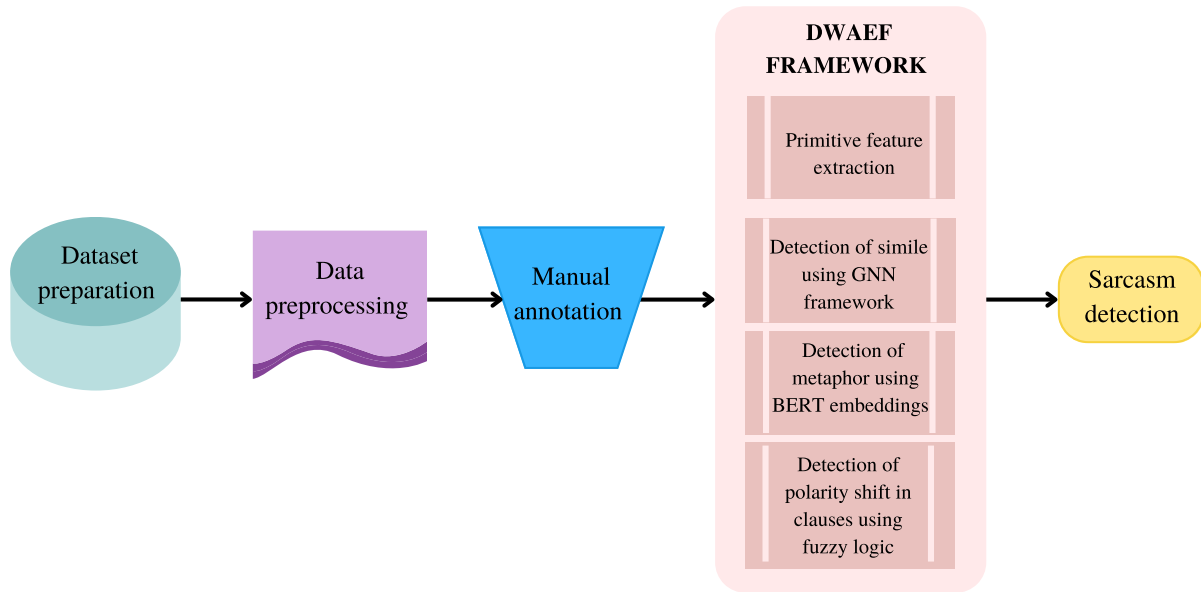 Dataset
preparation
Data
preprocessing
Manual
annotation
DWAEF
FRAMEWORK
Primitive feature
extraction
Detection of simile
using GNN
framework
Detection of
metaphor using
BERT embeddings
Detection of
polarity shift in
clauses using
fuzzy logic
Sarcasm
detection